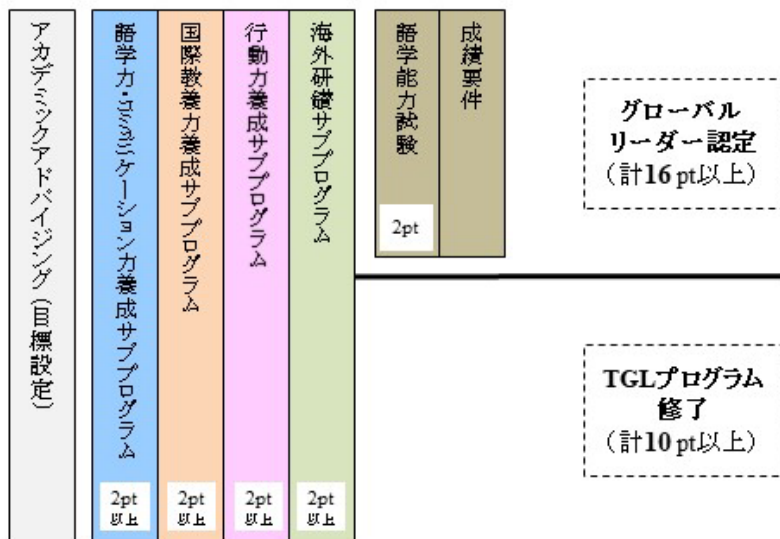 アカデミックアドバイジング(目標設定)
語学力・コミュニケーション力養成サブプログラム
2pt
以上
国際教養力養成サブプログラム
2pt
以上
行動力養成サブプログラム
2pt
以上
海外研鑽サブプログラム
2pt
以上
語学能力試験
2pt
成績要件
グローバル
リーダー認定
(計16 pt以上)
TGLプログラム
修了
(計10 pt以上)